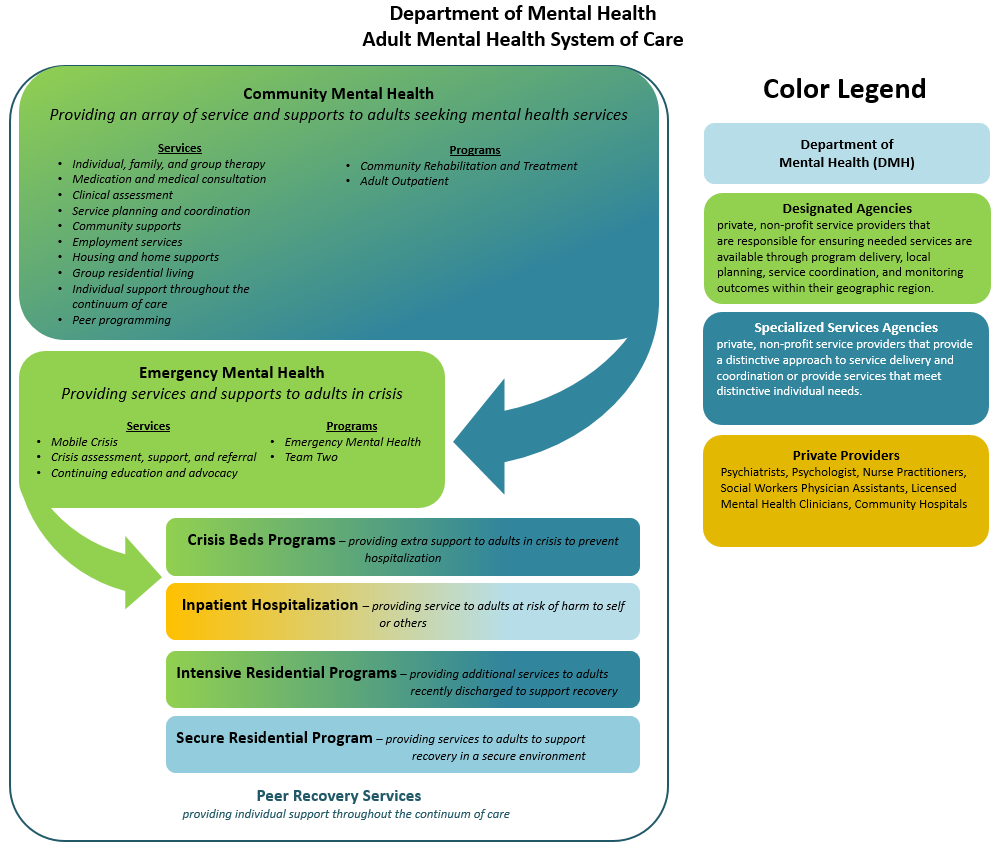 Department of Mental Health
Adult Mental Health System of Care
Community Mental Health
Providing an array of service and supports to adults seeking mental health services
Services
• Individual, family, and group therapy
• Medication and medical consultation
• Clinical assessment
• Service planning and coordination
• Community supports
• Employment services
• Housing and home supports
• Group residential living
• Individual support throughout the
continuum of care
• Peer programming
Programs
• Community Rehabilitation and Treatment
• Adult Outpatient
Emergency Mental Health
Providing services and supports to adults in crisis
Services
• Mobile Crisis
• Crisis assessment, support, and referral
• Continuing education and advocacy
Programs
• Emergency Mental Health
• Team Two
Crisis Beds Programs – providing extra support to adults in crisis to prevent
hospitalization
Inpatient Hospitalization – providing service to adults at risk of harm to self
or others
Intensive Residential Programs – providing additional services to adults
recently discharged to support recovery
Secure Residential Program – providing services to adults to support
recovery in a secure environment
Peer Recovery Services
providing individual support throughout the continuum of care
Color Legend
Department of
Mental Health (DMH)
Designated Agencies
private, non-profit service providers that
are responsible for ensuring needed services are
available through program delivery, local
planning, service coordination, and monitoring
outcomes within their geographic region.
Specialized Services Agencies
private, non-profit service providers that provide
a distinctive approach to service delivery and
coordination or provide services that meet
distinctive individual needs.
Private Providers
Psychiatrists, Psychologist, Nurse Practitioners,
Social Workers Physician Assistants, Licensed
Mental Health Clinicians, Community Hospitals